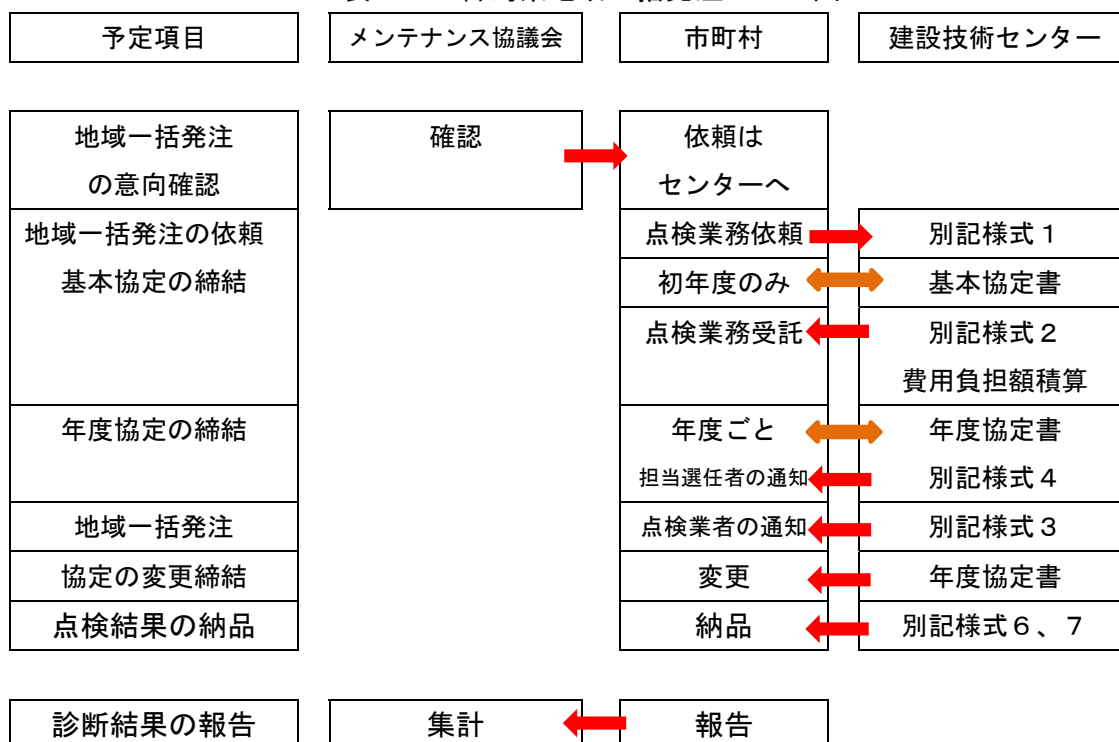 予定項目
メンテナンス協議会
市町村
建設技術センター
地域一括発注
の意向確認
確認
依頼は
センターへ
地域一括発注の依頼
点検業務依頼
別記様式1
基本協定の締結
初年度のみ
基本協定書
点検業務受託
別記様式2
費用負担額積算
年度協定の締結
年度ごと
年度協定書
担当選任者の通知
別記様式4
地域一括発注
点検業者の通知
別記様式3
協定の変更締結
変更
年度協定書
点検結果の納品
納品
別記様式6、7
診断結果の報告
集計
報告